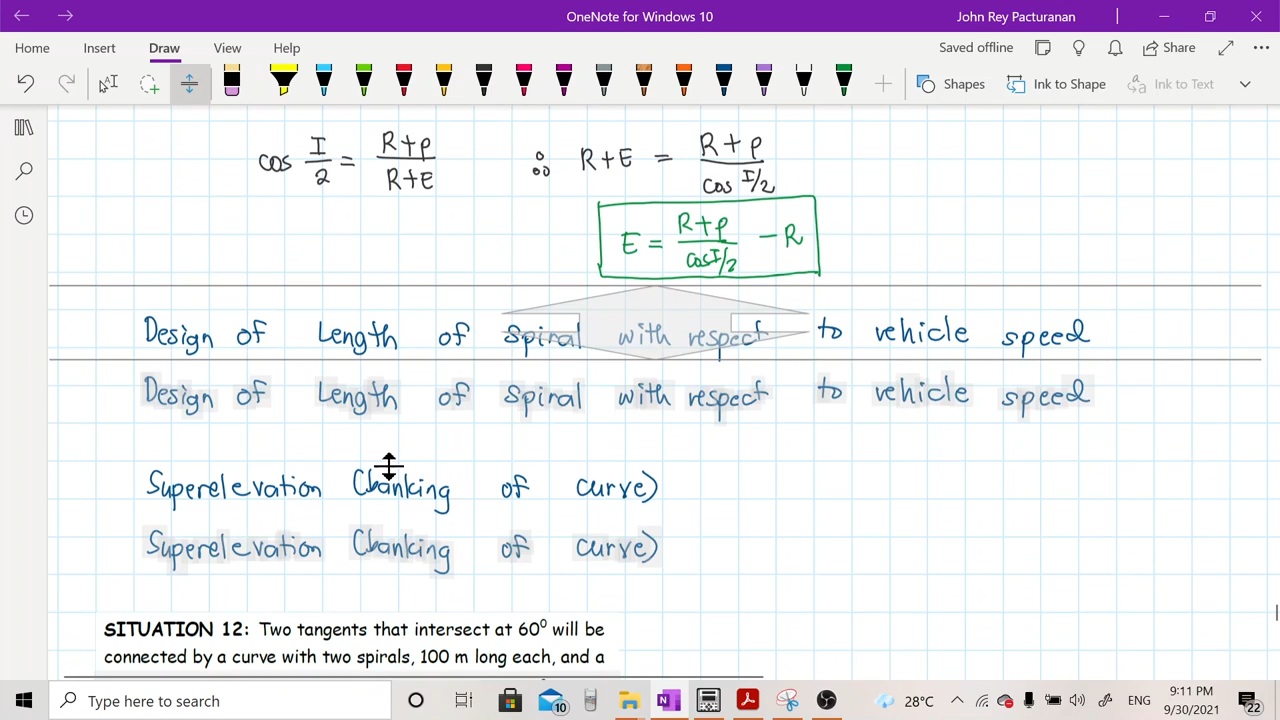 OneNote for Windows 10
John Rey Pacturanan
Home Insert Draw View Help
Saved offline
Share
Shapes
Ink to Shape
Ink to Text
cos I/2 = R+p/R+E ∴ R+E = R+p/cos I/2
E = R+p/cos I/2 - R
Design of Length of Spiral with respect to vehicle speed
Design of Length of Spiral with respect to vehicle speed
Superelevation (banking of curve)
Superelevation (banking of curve)
SITUATION 12: Two tangents that intersect at 60⁰ will be
connected by a curve with two spirals, 100 m long each, and a
Type here to search
10
28°C
ENG
9:11 PM
9/30/2021
22